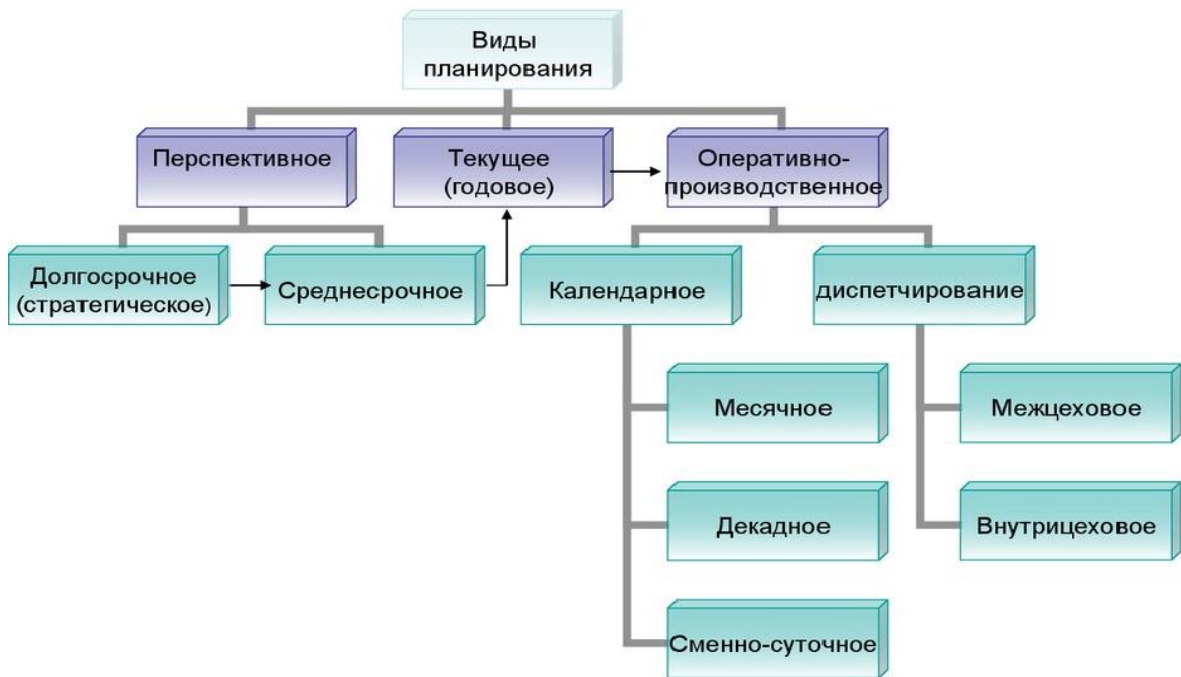 Виды
планирования
Перспективное
Текущее
(годовое)
Оперативно-
производственное
Долгосрочное
(стратегическое)
Среднесрочное
Календарное
диспетчирование
Месячное
Межцеховое
Декадное
Внутрицеховое
Сменно-суточное